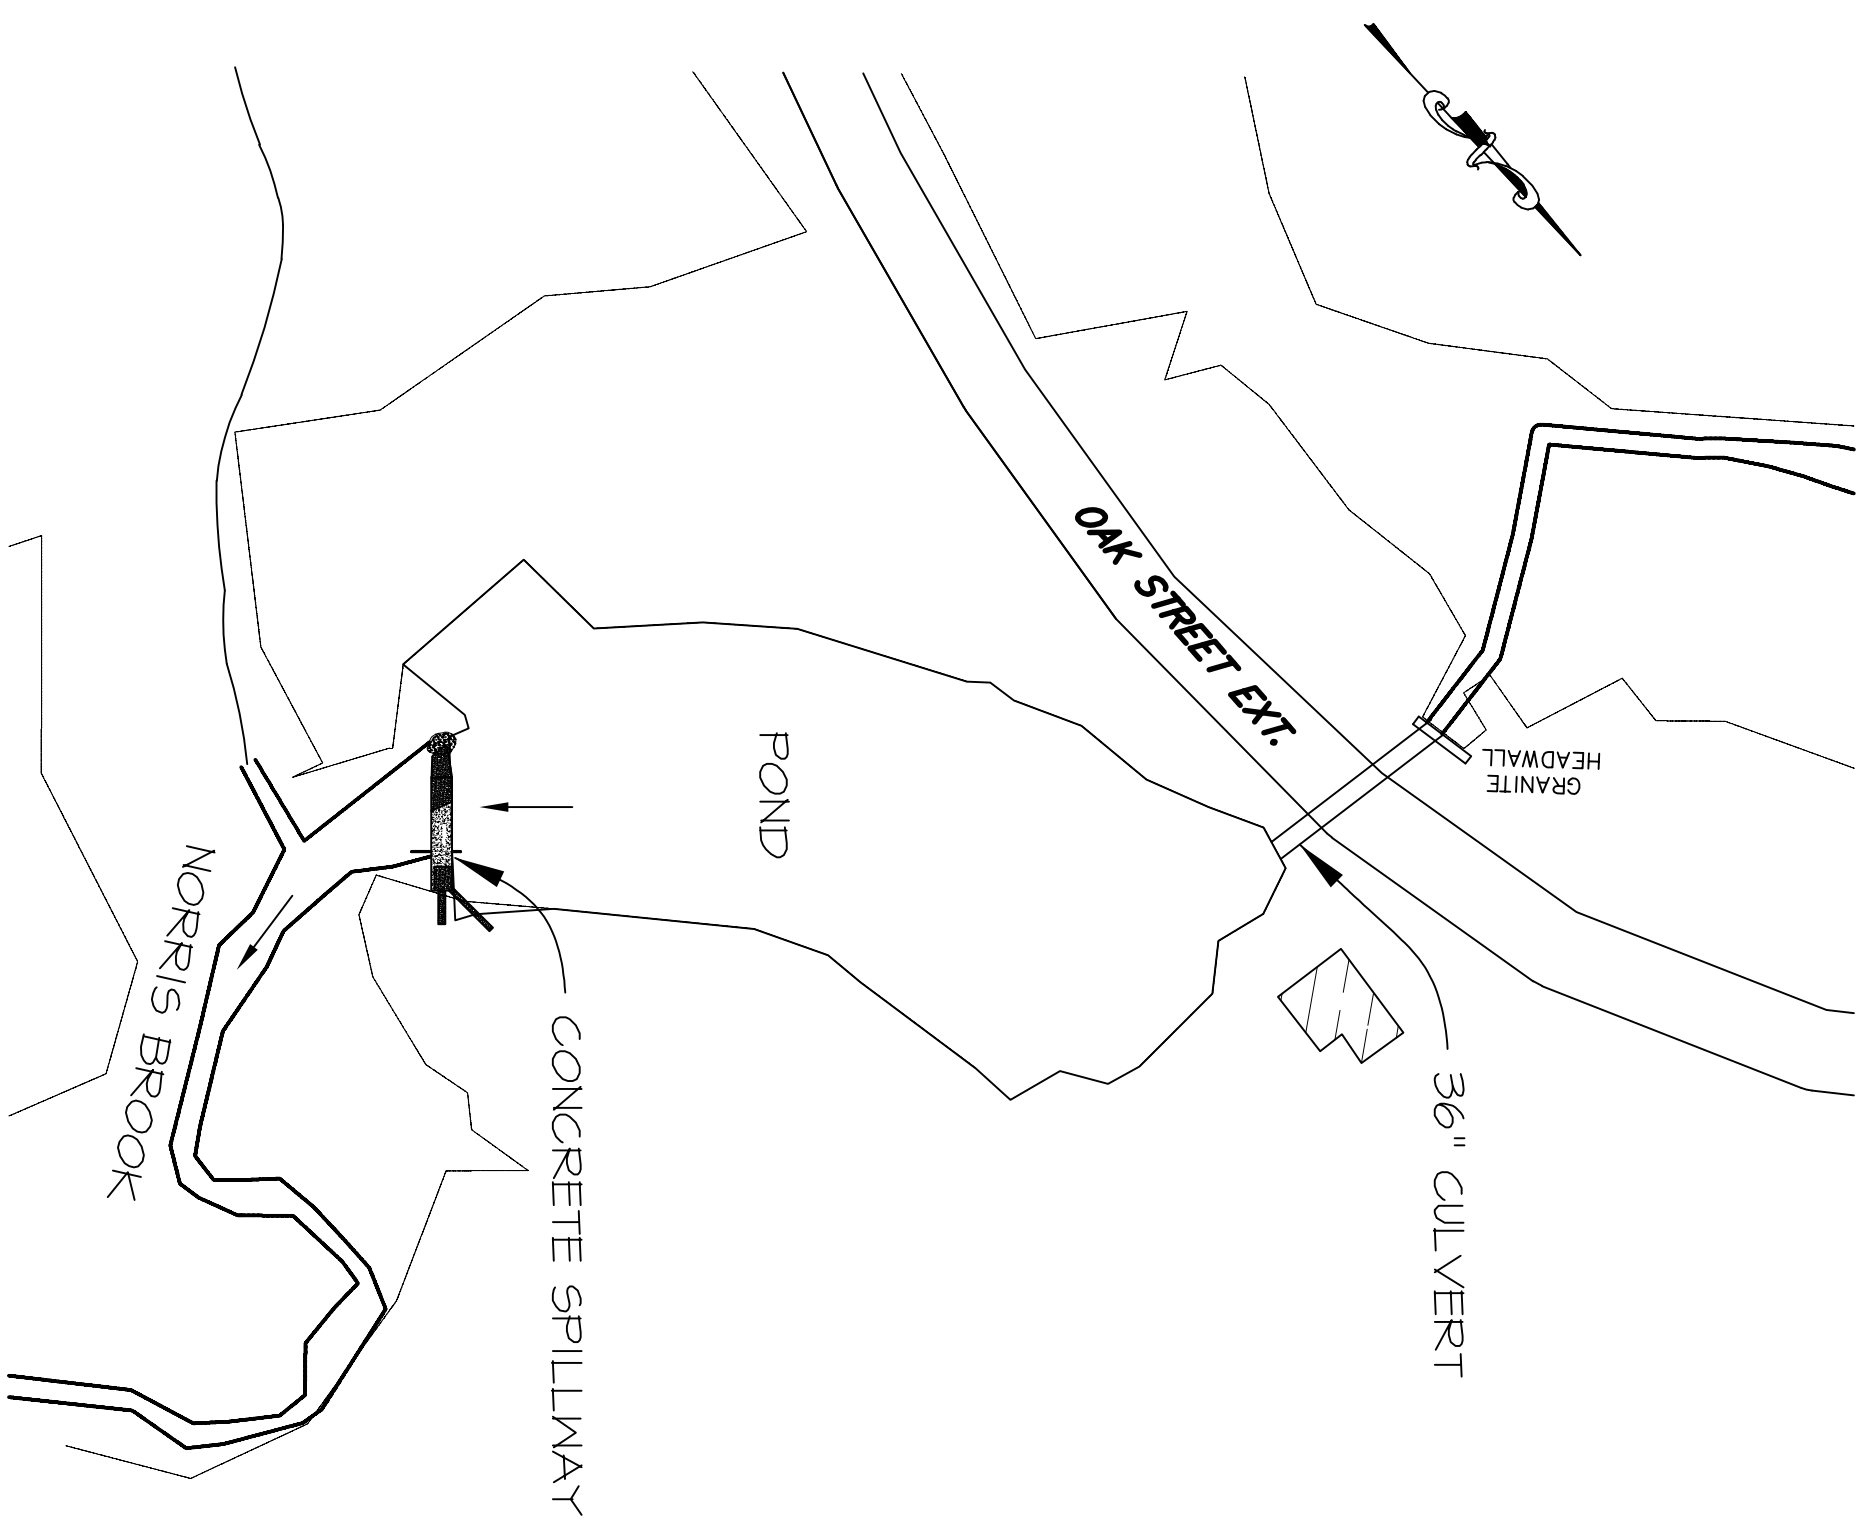 OAK STREET EXT.
GRANITE
HEADWALL
POND
NORRIS BROOK
CONCRETE SPILLWAY
36" CULVERT